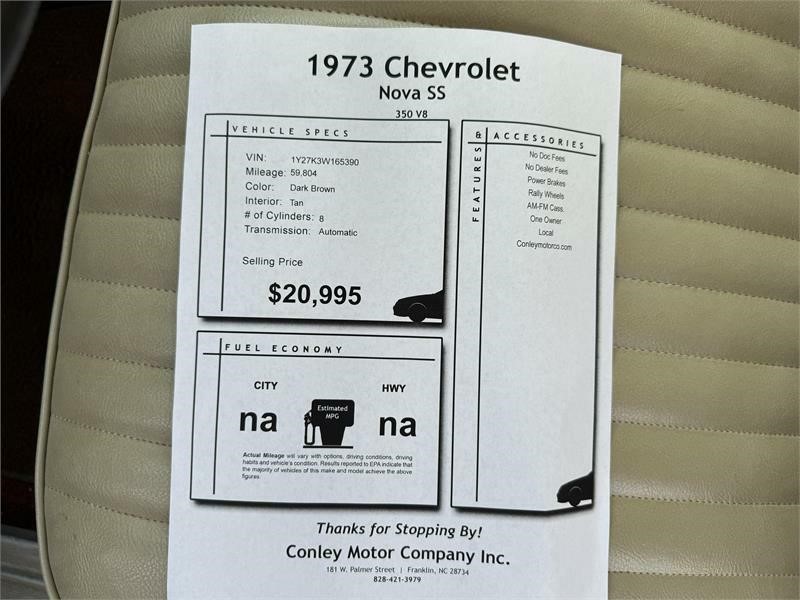 1973 Chevrolet
Nova SS
350 V8
VEHICLE SPECS
VIN: 1Y27K3W165390
Mileage: 59,804
Color: Dark Brown
Interior: Tan
# of Cylinders: 8
Transmission: Automatic
Selling Price
$20,995
FEATURES & ACCESSORIES
No Doc Fees
No Dealer Fees
Power Brakes
Rally Wheels
AM-FM Cass.
One Owner
Local
Conleymotorco.com
FUEL ECONOMY
CITY
na
Estimated
MPG
HWY
na
Actual Mileage will vary with options, driving conditions, driving
habits and vehicle's condition. Results reported to EPA indicate that
the majority of vehicles of this make and model achieve the above
figures.
Thanks for Stopping By!
Conley Motor Company Inc.
181 W. Palmer Street | Franklin, NC 28734
828-421-3979